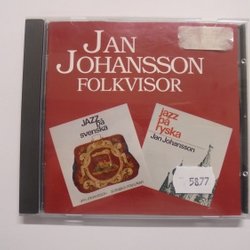 JAN
JOHANSSON
FOLKVISOR
JAZZ
på
svenska
jazz
på
ryska
Jan Johansson
5877